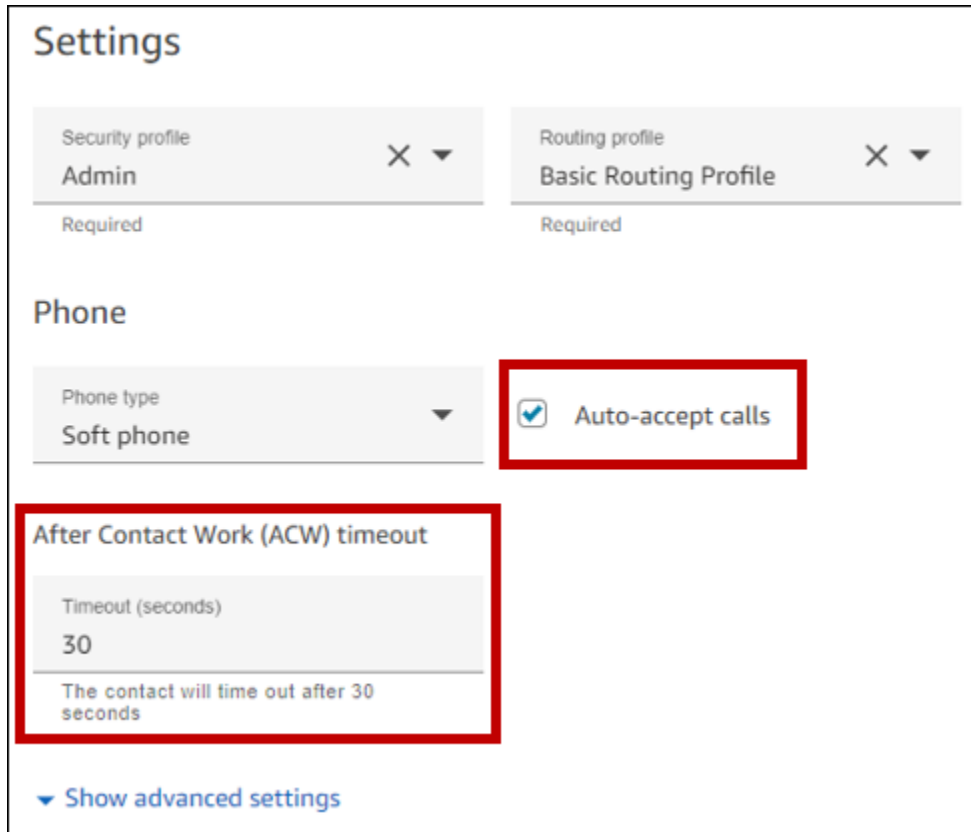 Settings
Security profile
Admin
Required
Routing profile
Basic Routing Profile
Required
Phone
Phone type
Soft phone
Auto-accept calls
After Contact Work (ACW) timeout
Timeout (seconds)
30
The contact will time out after 30
seconds
Show advanced settings